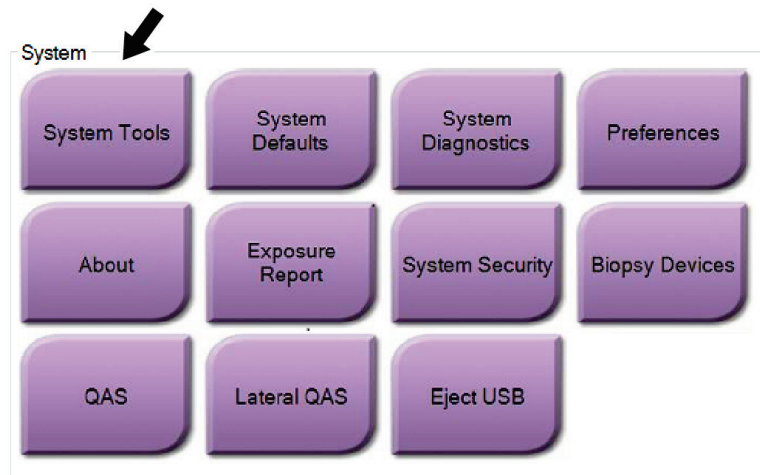 System
System Tools
System
Defaults
System
Diagnostics
Preferences
About
Exposure
Report
System Security
Biopsy Devices
QAS
Lateral QAS
Eject USB